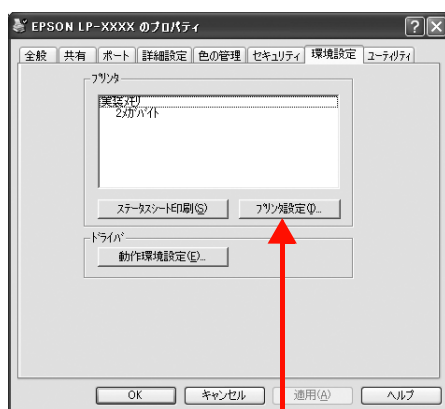 EPSON LP-XXXX のプロパティ
全般 共有 ポート 詳細設定 色の管理 セキュリティ 環境設定 ユーティリティ
プリンタ
実装メモリ
2メガバイト
ステータスシート印刷(S) プリンタ設定(I)...
ドライバ
動作環境設定(E)...
OK キャンセル 適用(A) ヘルプ